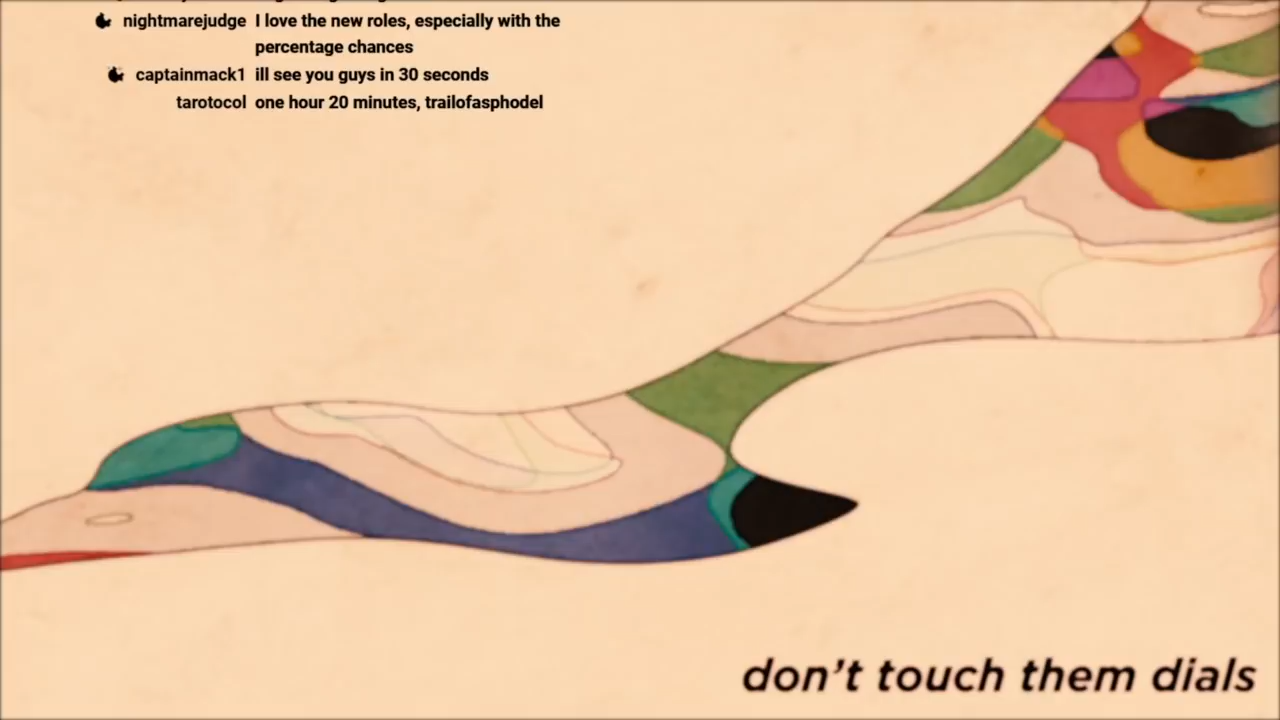 nightmarejudge I love the new roles, especially with the
percentage chances
captainmack1 ill see you guys in 30 seconds
tarotocol one hour 20 minutes, trailofasphodel
don't touch them dials